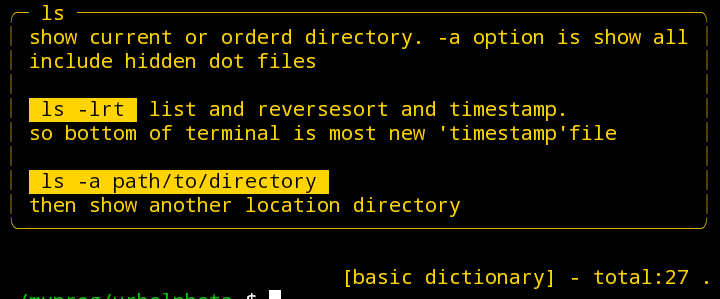 ls
show current or orderd directory. -a option is show all
include hidden dot files
ls -lrt list and reversesort and timestamp.
so bottom of terminal is most new 'timestamp'file
ls -a path/to/directory
then show another location directory
[basic dictionary] - total:27 .
$